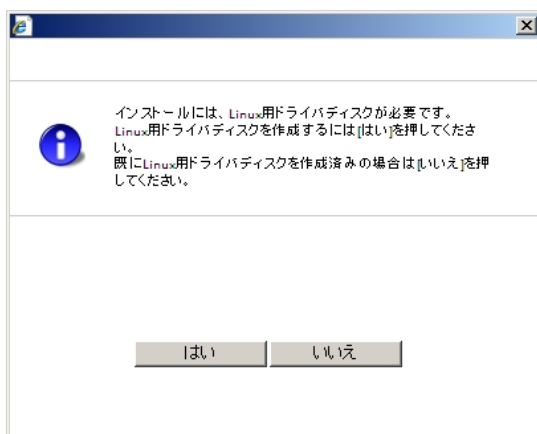 インストールには、Linux用ドライバディスクが必要です。
Linux用ドライバディスクを作成するには[はい]を押してくださ
い。
既にLinux用ドライバディスクを作成済みの場合は[いいえ]を押
してください。
はい
いいえ